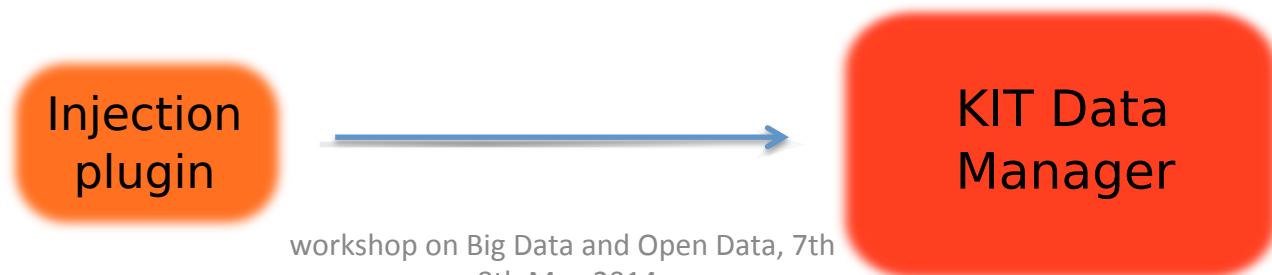 Injection
plugin
KIT Data
Manager
workshop on Big Data and Open Data, 7th